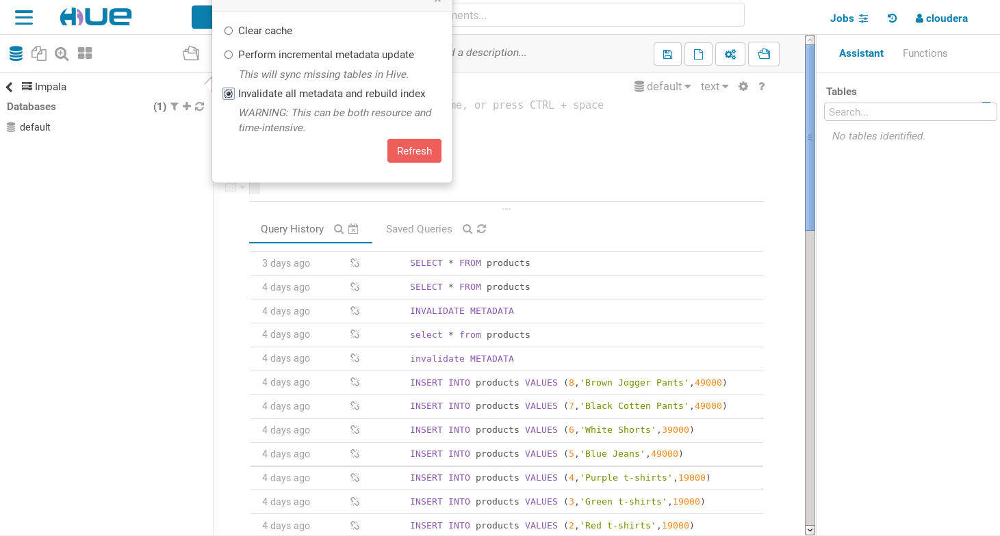 HUE
ments...
Jobs
cloudera
Clear cache
Perform incremental metadata update
This will sync missing tables in Hive.
Invalidate all metadata and rebuild index
WARNING: This can be both resource and
time-intensive.
Refresh
d a description...
Assistant
Functions
Impala
Databases
(1)
default
default
text
?
me, or press CTRL + space
Tables
Search...
No tables identified.
Query History
Saved Queries
3 days ago SELECT * FROM products
4 days ago SELECT * FROM products
4 days ago INVALIDATE METADATA
4 days ago select * from products
4 days ago invalidate METADATA
4 days ago INSERT INTO products VALUES (8,'Brown Jogger Pants',49000)
4 days ago INSERT INTO products VALUES (7,'Black Cotten Pants',49000)
4 days ago INSERT INTO products VALUES (6,'White Shorts',39000)
4 days ago INSERT INTO products VALUES (5,'Blue Jeans',49000)
4 days ago INSERT INTO products VALUES (4,'Purple t-shirts',19000)
4 days ago INSERT INTO products VALUES (3,'Green t-shirts',19000)
4 days ago INSERT INTO products VALUES (2,'Red t-shirts',19000)